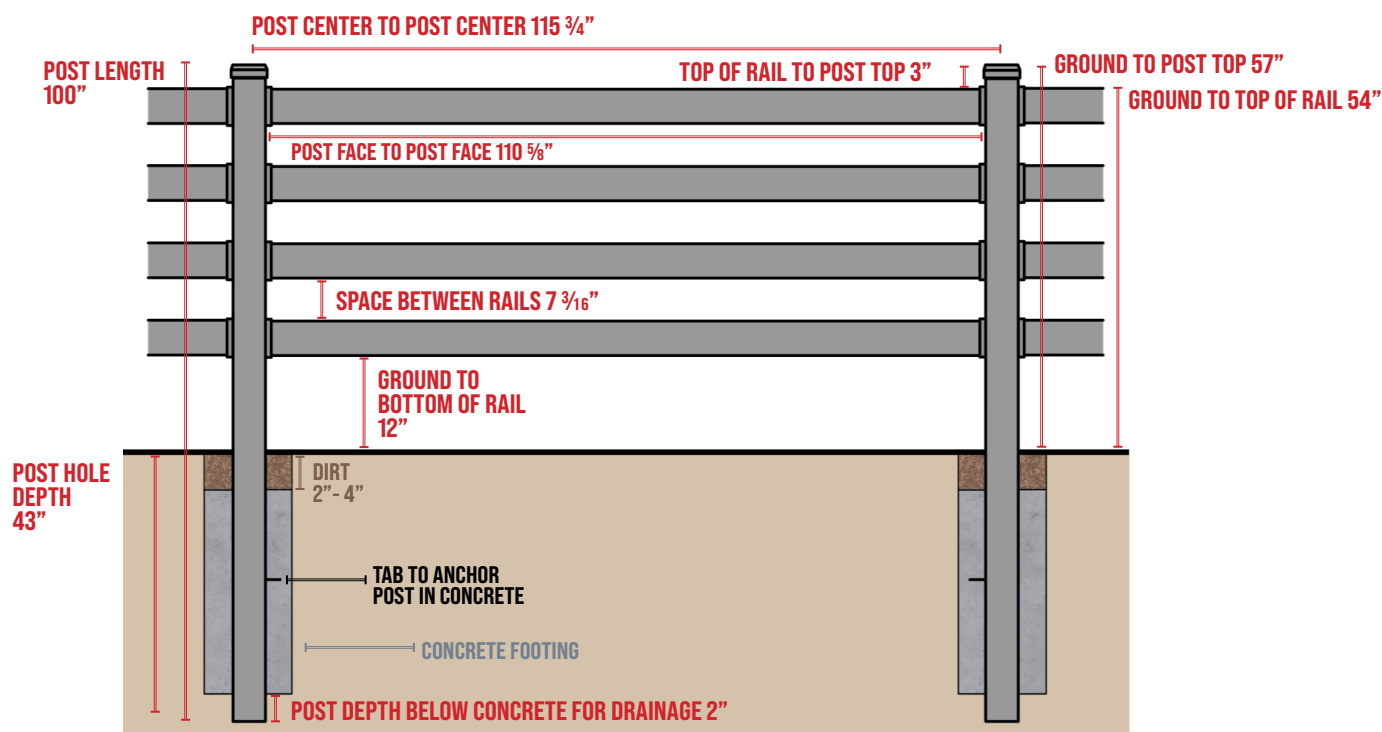 POST CENTER TO POST CENTER 115 ¾”
POST LENGTH
100”
TOP OF RAIL TO POST TOP 3”
GROUND TO POST TOP 57”
GROUND TO TOP OF RAIL 54”
POST FACE TO POST FACE 110 ⅝”
SPACE BETWEEN RAILS 7 3⁄16”
GROUND TO
BOTTOM OF RAIL
12”
POST HOLE
DEPTH
43”
DIRT
2”- 4”
TAB TO ANCHOR
POST IN CONCRETE
CONCRETE FOOTING
POST DEPTH BELOW CONCRETE FOR DRAINAGE 2”